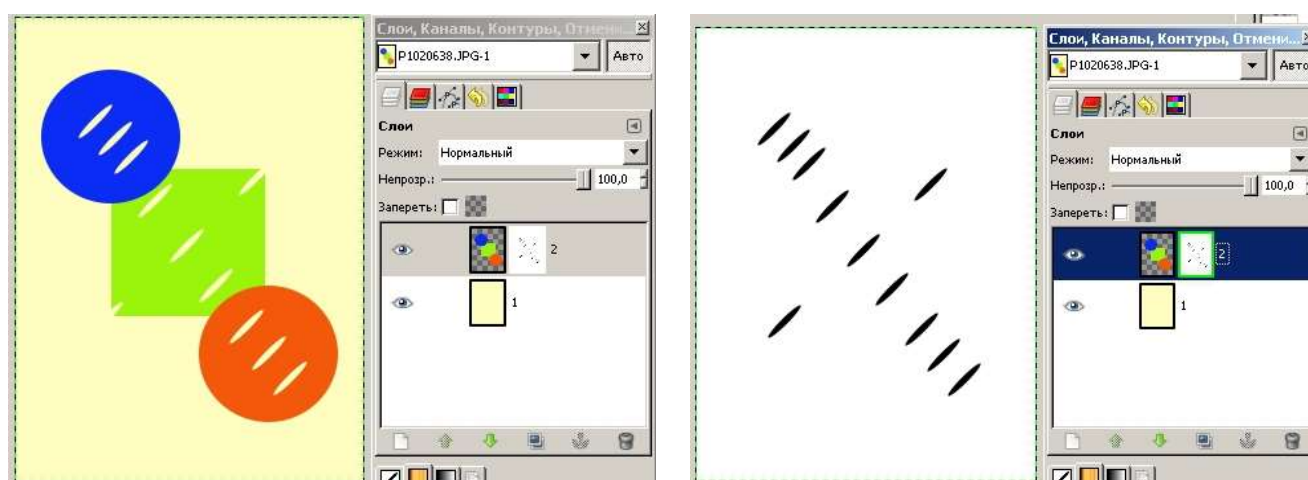 Слои, Каналы, Контуры, Отмени...
P1020638.JPG-1
Авто
Слои
Режим: Нормальный
Непрозр.: 100,0
Запереть:
2
1
Слои, Каналы, Контуры, Отмени...
P1020638.JPG-1
Авто
Слои
Режим: Нормальный
Непрозр.: 100,0
Запереть:
2
1